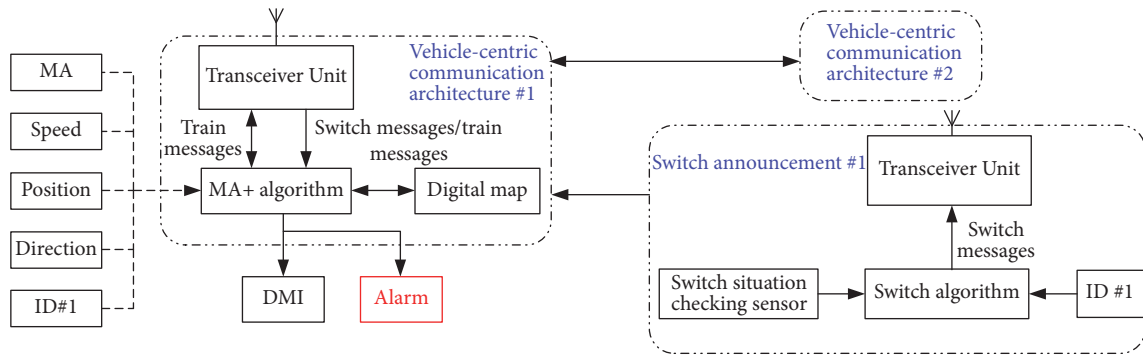 MA
Speed
Position
Direction
ID#1
Transceiver Unit
Vehicle-centric
communication
architecture #1
Train
messages
Switch messages/train
messages
MA+ algorithm
Digital map
DMI
Alarm
Vehicle-centric
communication
architecture #2
Switch announcement #1
Transceiver Unit
Switch
messages
Switch situation
checking sensor
Switch algorithm
ID #1